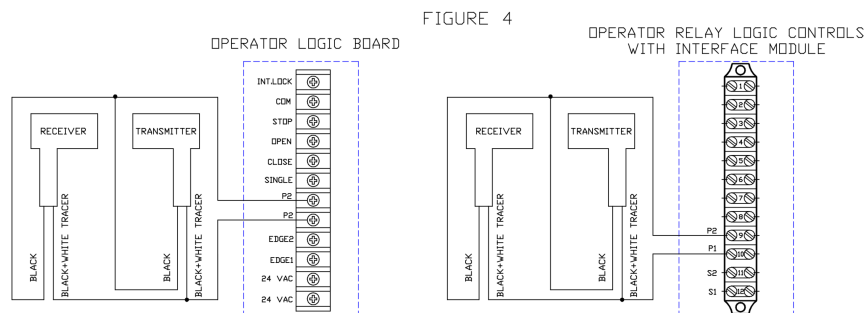 FIGURE 4
OPERATOR LOGIC BOARD
INT.LOCK
COM
STOP
OPEN
CLOSE
SINGLE
P2
P2
EDGE2
EDGE1
24 VAC
24 VAC
RECEIVER
TRANSMITTER
BLACK
BLACK+WHITE TRACER
BLACK
BLACK+WHITE TRACER
OPERATOR RELAY LOGIC CONTROLS
WITH INTERFACE MODULE
1
2
3
4
5
6
7
8
P2 9
P1 10
S2 11
S1 12
RECEIVER
TRANSMITTER
BLACK
BLACK+WHITE TRACER
BLACK
BLACK+WHITE TRACER